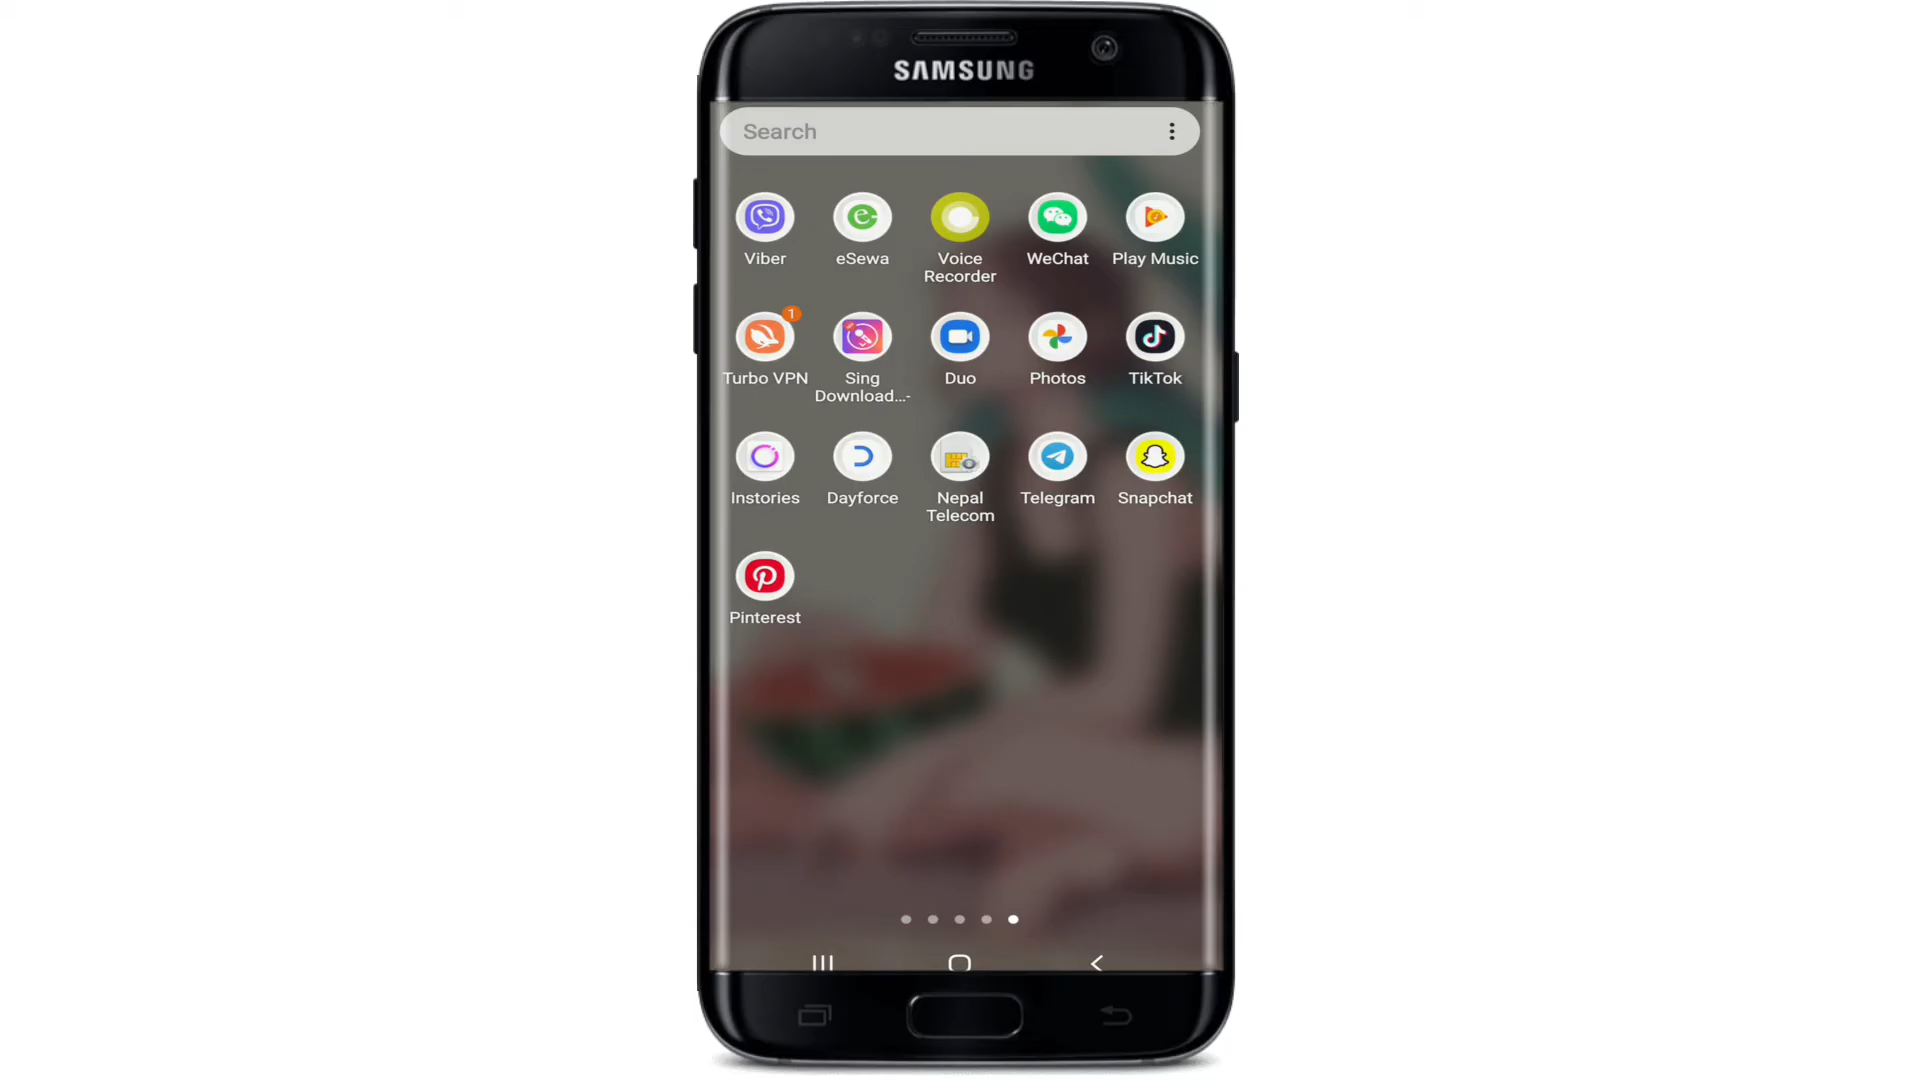 SAMSUNG
Search
Viber
eSewa
Voice
Recorder
WeChat
Play Music
1
Turbo VPN
Sing
Download...-
Duo
Photos
TikTok
Instories
Dayforce
Nepal
Telecom
Telegram
Snapchat
Pinterest